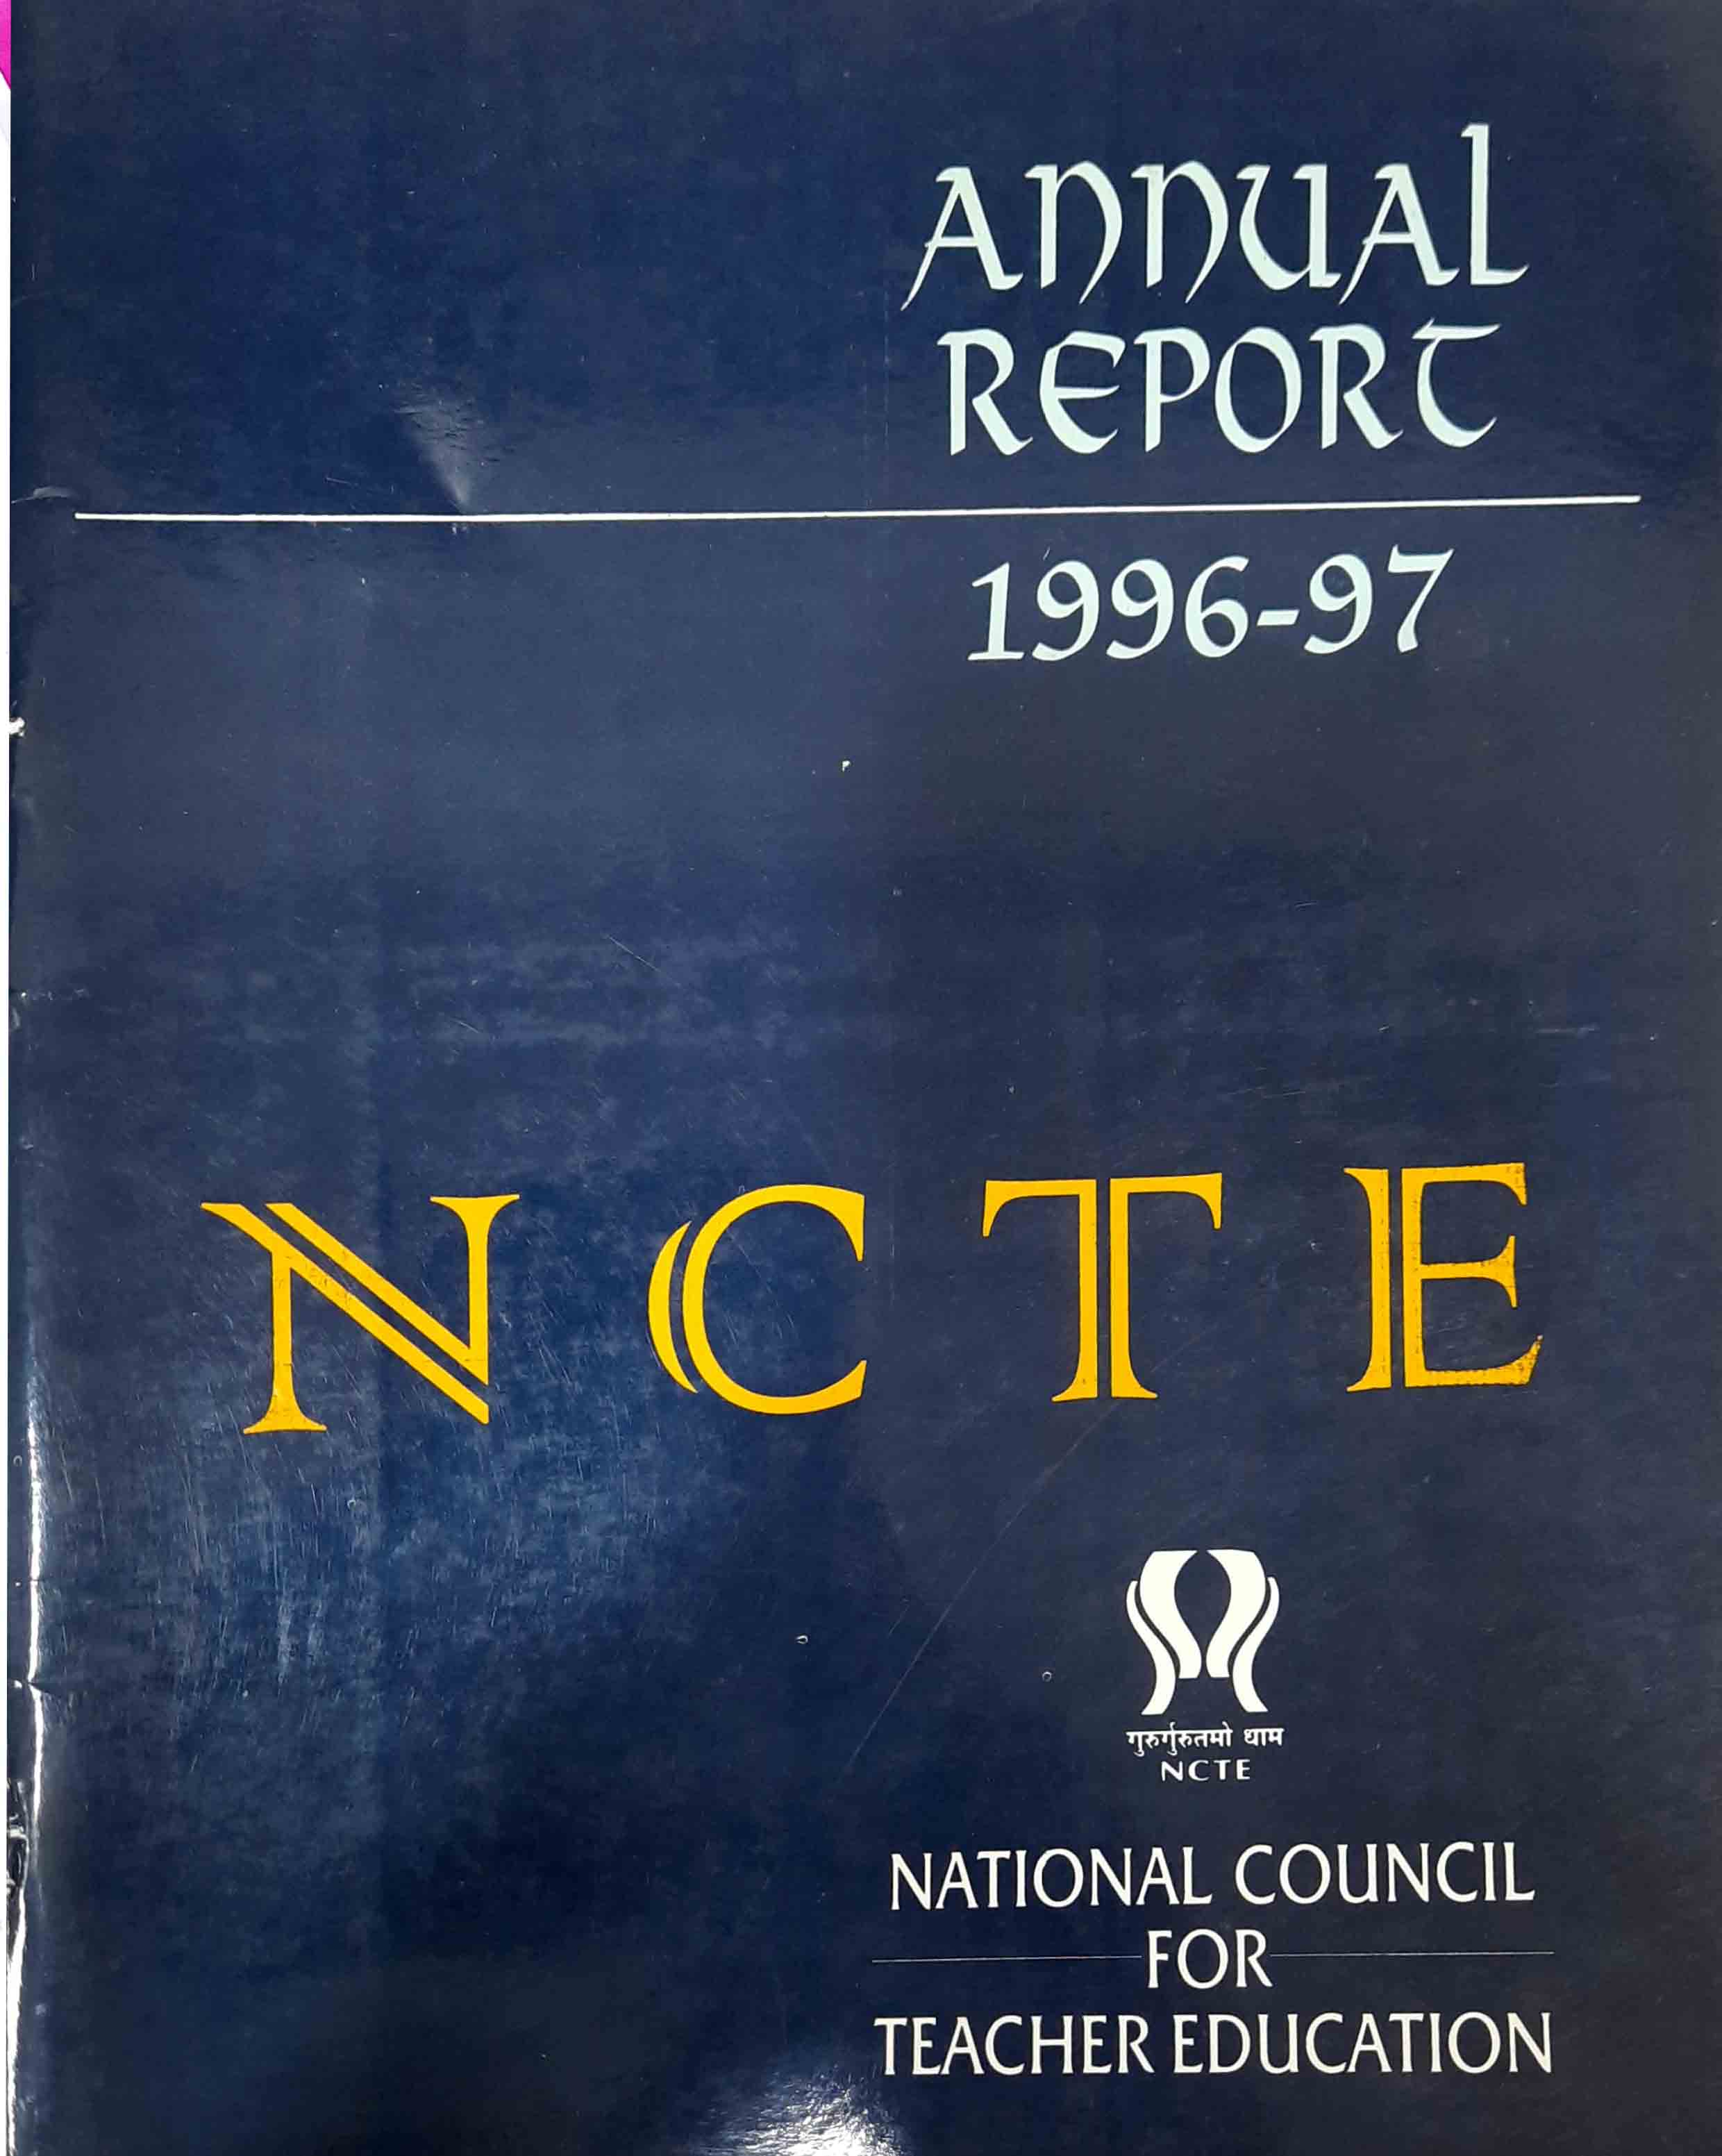 ANNUAL
REPORT
1996-97
NCTE
गुरुर्गुरुतमो धाम
NCTE
NATIONAL COUNCIL
FOR
TEACHER EDUCATION